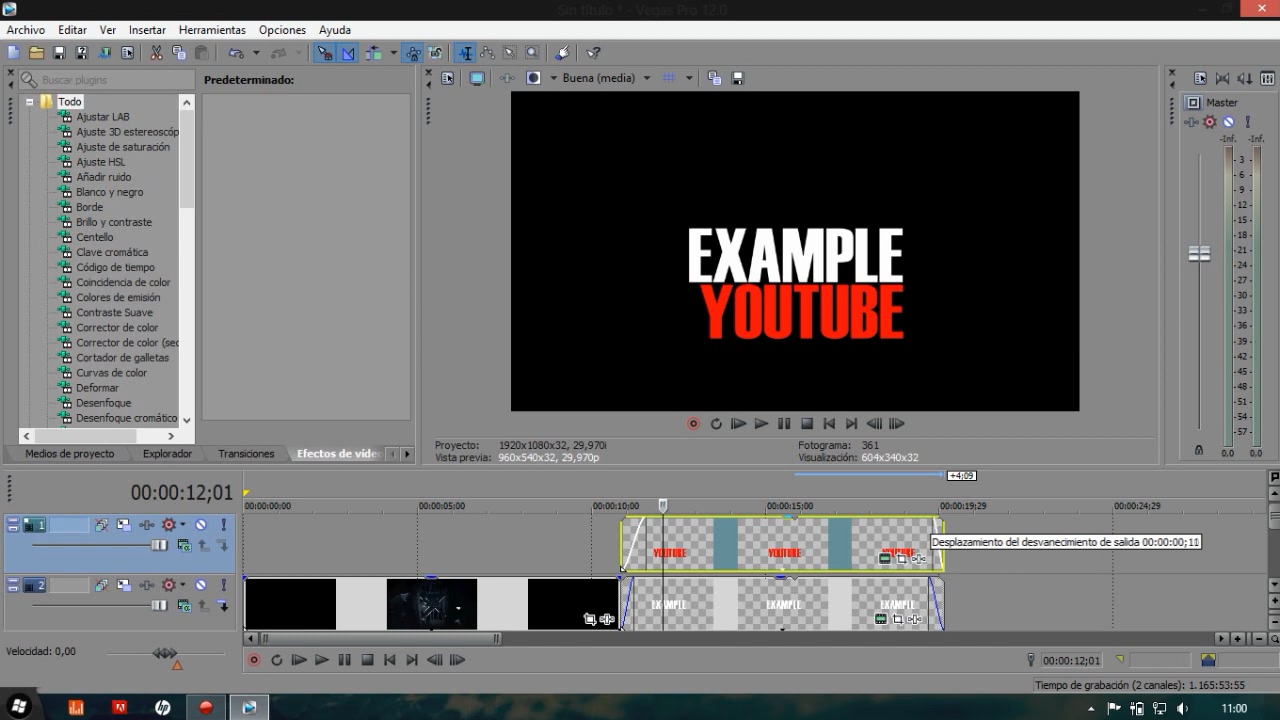 Sin título * - Vegas Pro 12.0
Archivo Editar Ver Insertar Herramientas Opciones Ayuda
Buscar plugins
Predeterminado:
Buena (media)
Master
Todo
Ajustar LAB
Ajuste 3D estereoscóp
Ajuste de saturación
Ajuste HSL
Añadir ruido
Blanco y negro
Borde
Brillo y contraste
Centello
Clave cromática
Código de tiempo
Coincidencia de color
Colores de emisión
Contraste Suave
Corrector de color
Corrector de color (sec
Cortador de galletas
Curvas de color
Deformar
Desenfoque
Desenfoque cromático
EXAMPLE
YOUTUBE
-Inf. -Inf.
3
6
9
12
15
18
21
24
27
30
33
36
39
42
45
48
51
54
57
0.0 0.0
Medios de proyecto Explorador Transiciones Efectos de víde
Proyecto: 1920x1080x32, 29,970i
Vista previa: 960x540x32, 29,970p
Fotograma: 361
Visualización: 604x340x32
+4;09
00:00:12;01
00:00:00;00 00:00:05;00 00:00:10;00 00:00:15;00 00:00:19;29 00:00:24;29
1
YOUTUBE YOUTUBE YOUTUBE
Desplazamiento del desvanecimiento de salida 00:00:00;11
2
EXAMPLE EXAMPLE EXAMPLE
Velocidad: 0,00
00:00:12;01
Tiempo de grabación (2 canales): 1.165:53:55
11:00